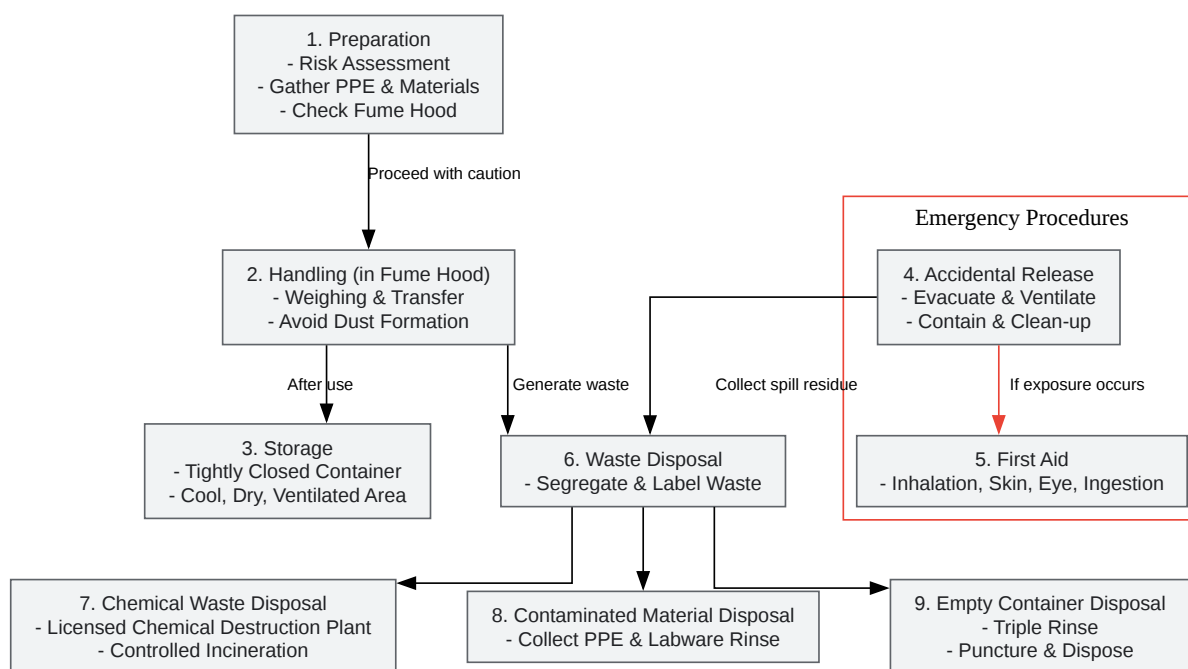 1. Preparation
- Risk Assessment
- Gather PPE & Materials
- Check Fume Hood
Proceed with caution
Emergency Procedures
2. Handling (in Fume Hood)
- Weighing & Transfer
- Avoid Dust Formation
4. Accidental Release
- Evacuate & Ventilate
- Contain & Clean-up
After use
Generate waste
Collect spill residue
If exposure occurs
3. Storage
- Tightly Closed Container
- Cool, Dry, Ventilated Area
6. Waste Disposal
- Segregate & Label Waste
5. First Aid
- Inhalation, Skin, Eye, Ingestion
7. Chemical Waste Disposal
- Licensed Chemical Destruction Plant
- Controlled Incineration
8. Contaminated Material Disposal
- Collect PPE & Labware Rinse
9. Empty Container Disposal
- Triple Rinse
- Puncture & Dispose